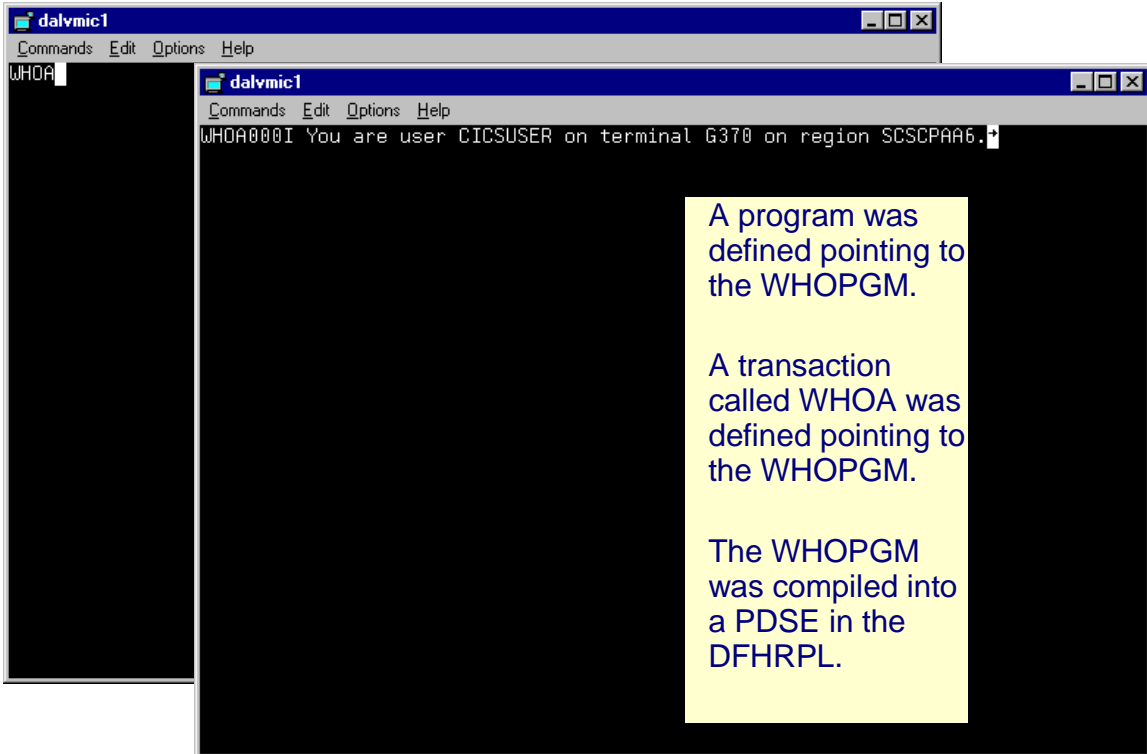 dalvmic1
Commands Edit Options Help
WHOA
dalvmic1
Commands Edit Options Help
WHOA000I You are user CICSUSER on terminal G370 on region SCSCPAA6.
A program was
defined pointing to
the WHOPGM.
A transaction
called WHOA was
defined pointing to
the WHOPGM.
The WHOPGM
was compiled into
a PDSE in the
DFHRPL.